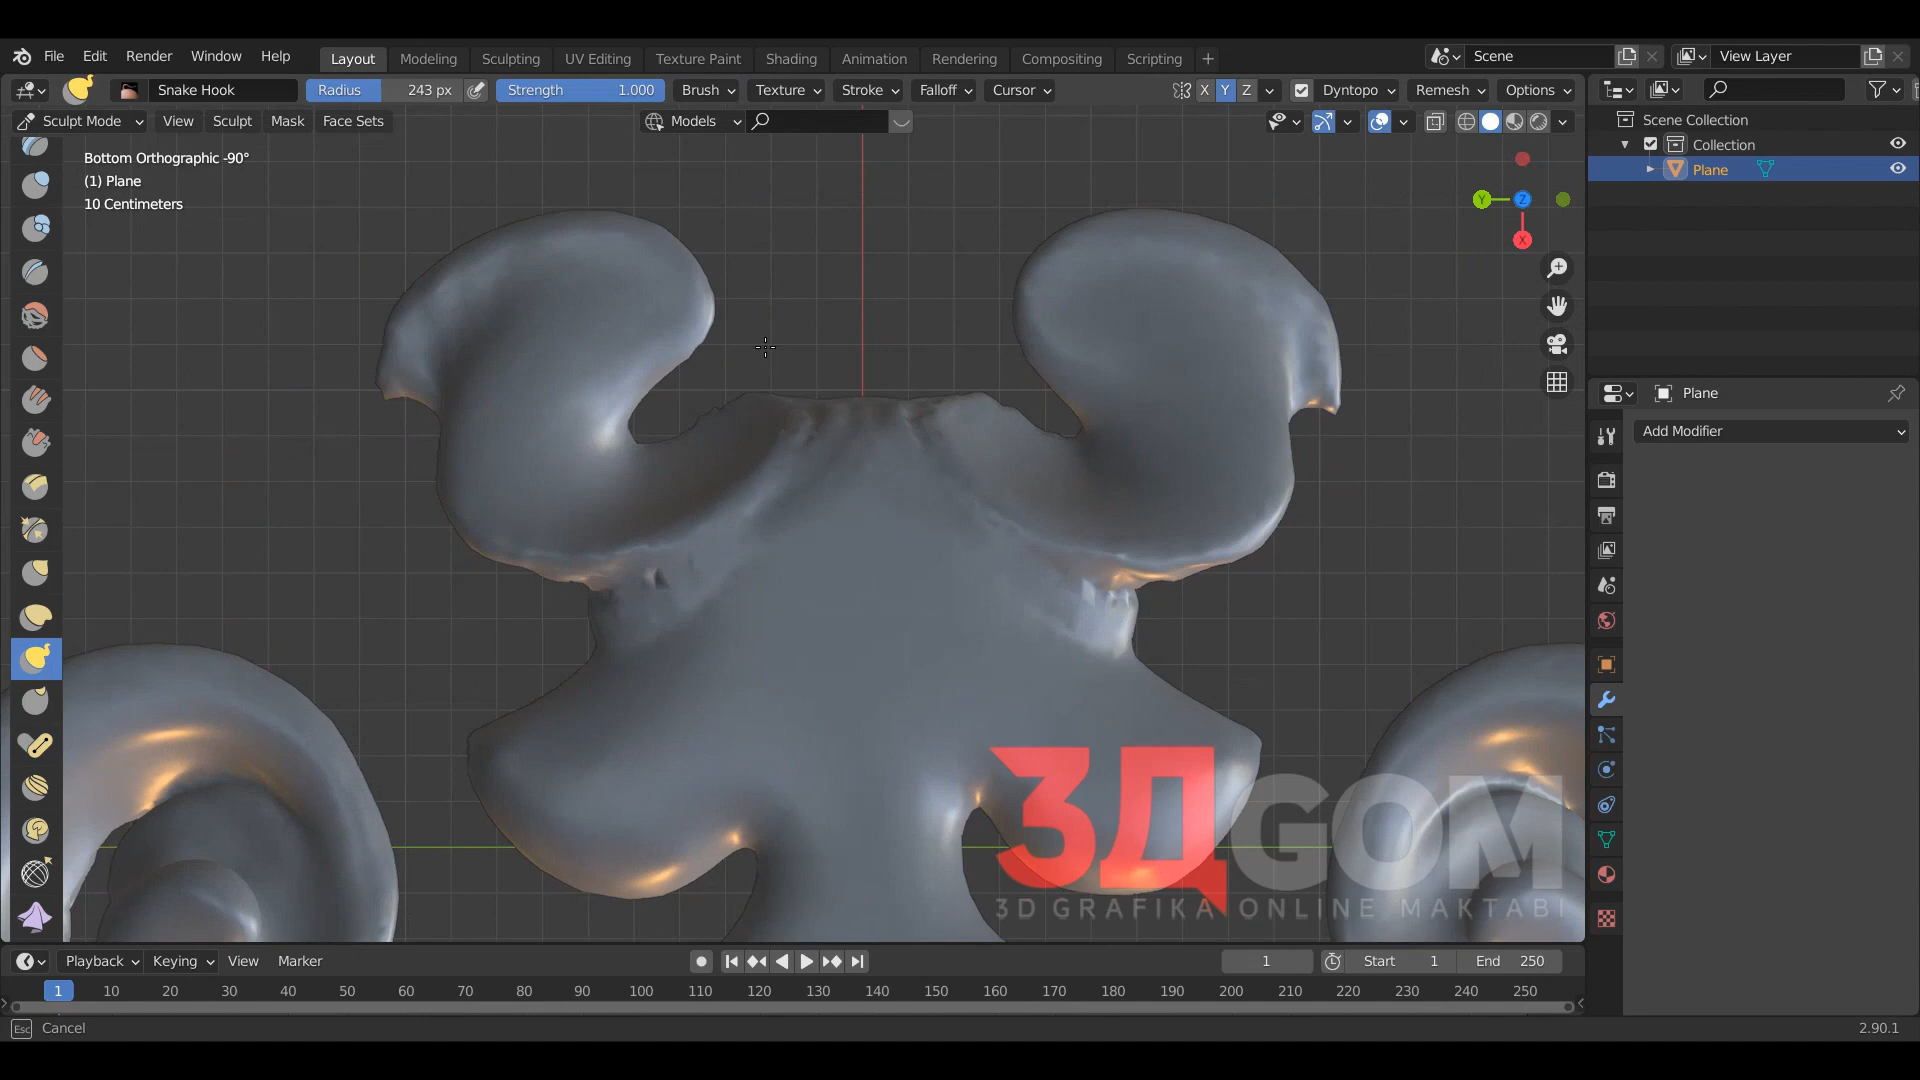 File Edit Render Window Help Layout Modeling Sculpting UV Editing Texture Paint Shading Animation Rendering Compositing Scripting + Scene View Layer
Snake Hook Radius 243 px Strength 1.000 Brush Texture Stroke Falloff Cursor X Y Z Dyntopo Remesh Options
Sculpt Mode View Sculpt Mask Face Sets Models
Scene Collection
Collection
Plane
Bottom Orthographic -90°
(1) Plane
10 Centimeters
Y Z
X
Plane
Add Modifier
3ДGOM
3D GRAFIKA ONLINE MAKTABI
Playback Keying View Marker 1 Start 1 End 250
1 10 20 30 40 50 60 70 80 90 100 110 120 130 140 150 160 170 180 190 200 210 220 230 240 250
Esc Cancel 2.90.1